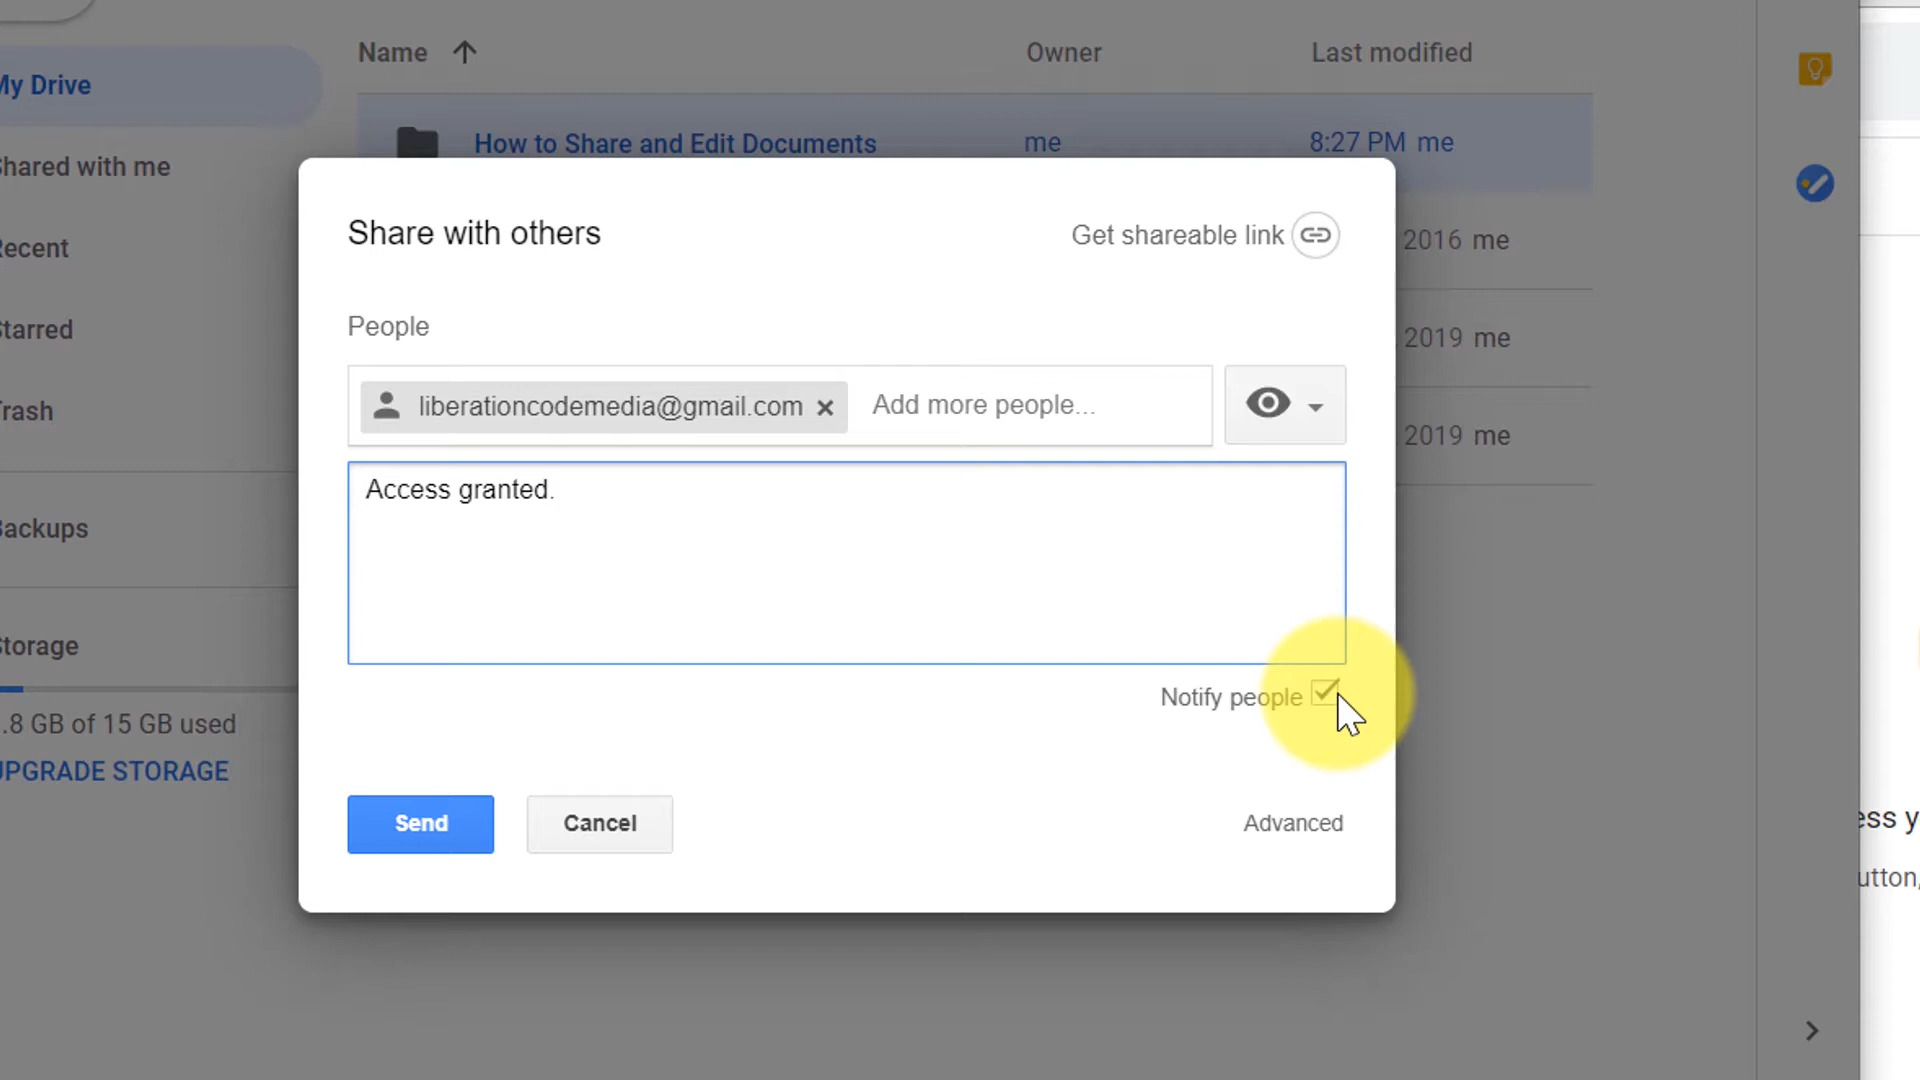 Name Owner Last modified
My Drive
How to Share and Edit Documents me 8:27 PM me
Shared with me
Share with others Get shareable link
2016 me
Recent
People
Starred
2019 me
liberationcodemedia@gmail.com × Add more people...
Trash
2019 me
Access granted.
Backups
Storage
Notify people
.8 GB of 15 GB used
UPGRADE STORAGE
Send Cancel Advanced
ess y
utton,